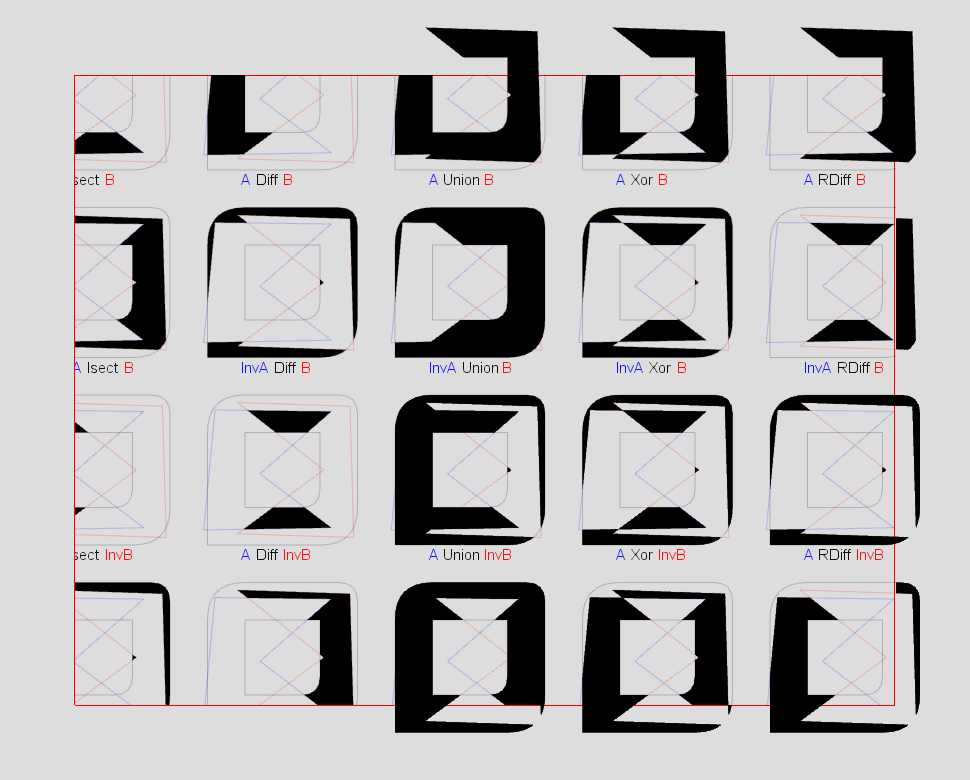 sect B A Diff B A Union B A Xor B A RDiff B
A Isect B InvA Diff B InvA Union B InvA Xor B InvA RDiff B
sect InvB A Diff InvB A Union InvB A Xor InvB A RDiff InvB